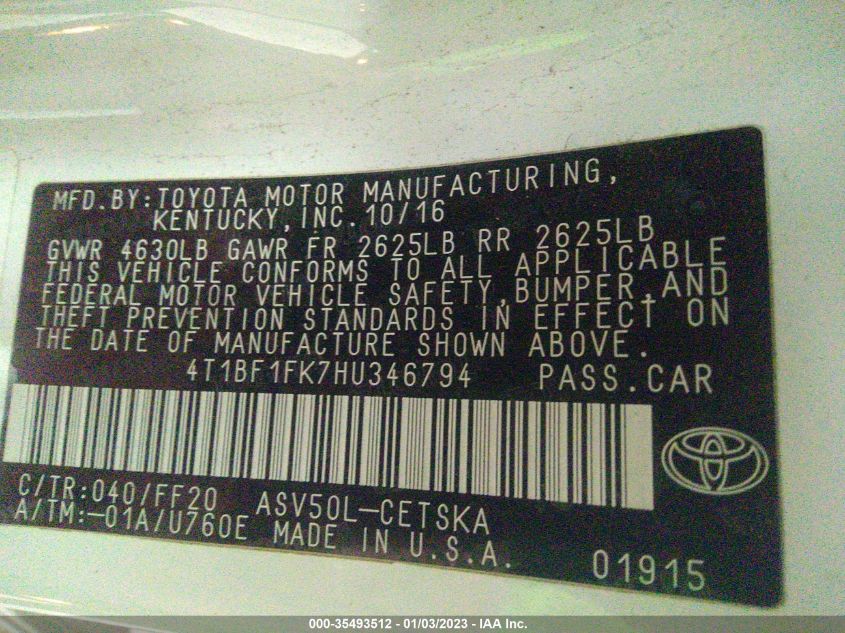 MFD.BY:TOYOTA MOTOR MANUFACTURING,
KENTUCKY,INC.10/16
GVWR 4630LB GAWR FR 2625LB RR 2625LB
THIS VEHICLE CONFORMS TO ALL APPLICABLE
FEDERAL MOTOR VEHICLE SAFETY,BUMPER,AND
THEFT PREVENTION STANDARDS IN EFFECT ON
THE DATE OF MANUFACTURE SHOWN ABOVE.
4T1BF1FK7HU346794 PASS.CAR
C/TR:040/FF20 ASV50L-CETSKA
A/TM:-01A/U760E MADE IN U.S.A.
01915
000-35493512 - 01/03/2023 - IAA Inc.